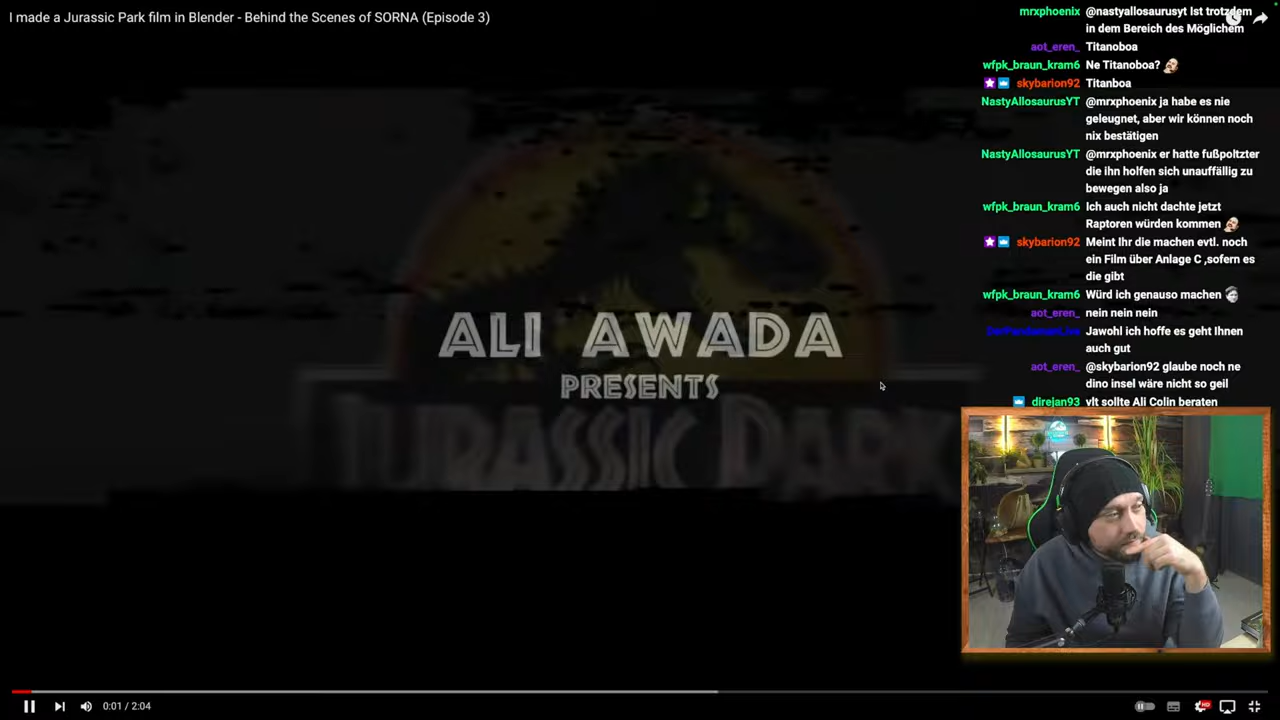 I made a Jurassic Park film in Blender - Behind the Scenes of SORNA (Episode 3)
ALI AWADA
PRESENTS
JURASSIC PARK
mrxphoenix @nastyallosaurusyt Ist trotzdem
in dem Bereich des Möglichem
aot_eren_ Titanoboa
wfpk_braun_kram6 Ne Titanoboa?
skybarion92 Titanboa
NastyAllosaurusYT @mrxphoenix ja habe es nie
geleugnet, aber wir können noch
nix bestätigen
NastyAllosaurusYT @mrxphoenix er hatte fußpoltzter
die ihn holfen sich unauffällig zu
bewegen also ja
wfpk_braun_kram6 Ich auch nicht dachte jetzt
Raptoren würden kommen
skybarion92 Meint Ihr die machen evtl. noch
ein Film über Anlage C ,sofern es
die gibt
wfpk_braun_kram6 Würd ich genauso machen
aot_eren_ nein nein nein
Jawohl ich hoffe es geht Ihnen
auch gut
aot_eren_ @skybarion92 glaube noch ne
dino insel wäre nicht so geil
direjan93 vlt sollte Ali Colin beraten
0:01 / 2:04
HD